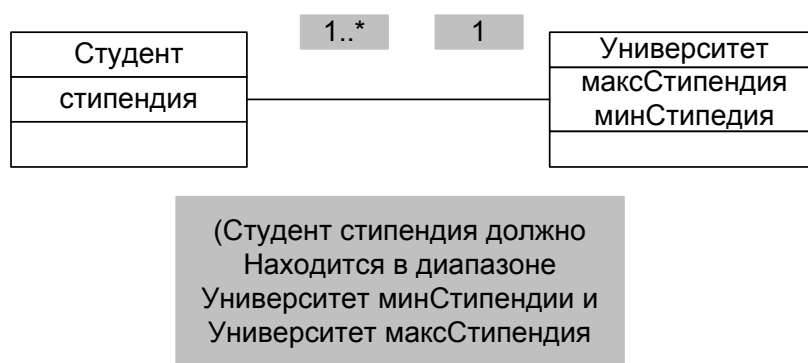 1..*
1
Студент
стипендия
Университет
максСтипендия
минСтипедия
(Студент стипендия должно
Находится в диапазоне
Университет минСтипендии и
Университет максСтипендия